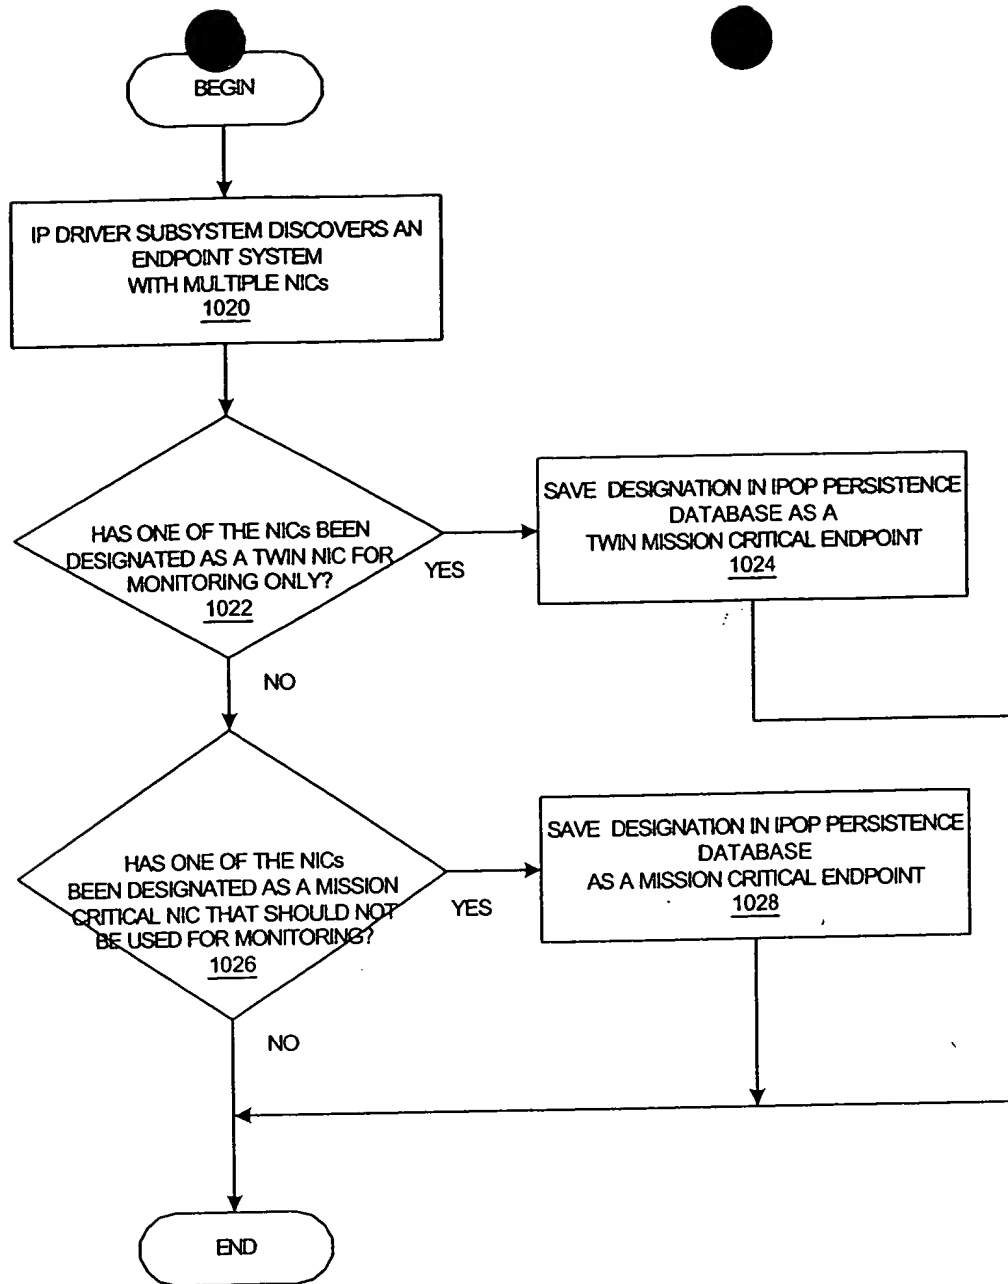 BEGIN
IP DRIVER SUBSYSTEM DISCOVERS AN
ENDPOINT SYSTEM
WITH MULTIPLE NICs
1020
HAS ONE OF THE NICs BEEN
DESIGNATED AS A TWIN NIC FOR
MONITORING ONLY?
1022
YES
SAVE DESIGNATION IN IPOP PERSISTENCE
DATABASE AS A
TWIN MISSION CRITICAL ENDPOINT
1024
NO
HAS ONE OF THE NICs
BEEN DESIGNATED AS A MISSION
CRITICAL NIC THAT SHOULD NOT
BE USED FOR MONITORING?
1026
YES
SAVE DESIGNATION IN IPOP PERSISTENCE
DATABASE
AS A MISSION CRITICAL ENDPOINT
1028
NO
END